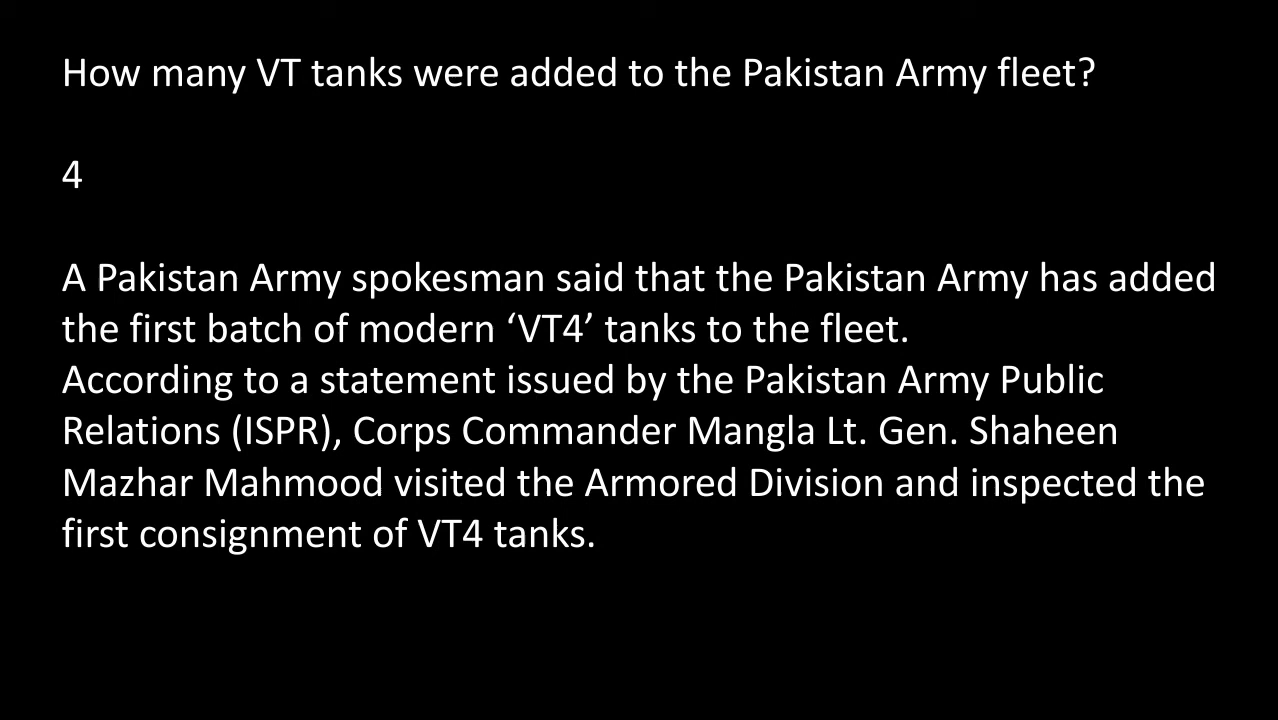 How many VT tanks were added to the Pakistan Army fleet?
4
A Pakistan Army spokesman said that the Pakistan Army has added
the first batch of modern ‘VT4’ tanks to the fleet.
According to a statement issued by the Pakistan Army Public
Relations (ISPR), Corps Commander Mangla Lt. Gen. Shaheen
Mazhar Mahmood visited the Armored Division and inspected the
first consignment of VT4 tanks.